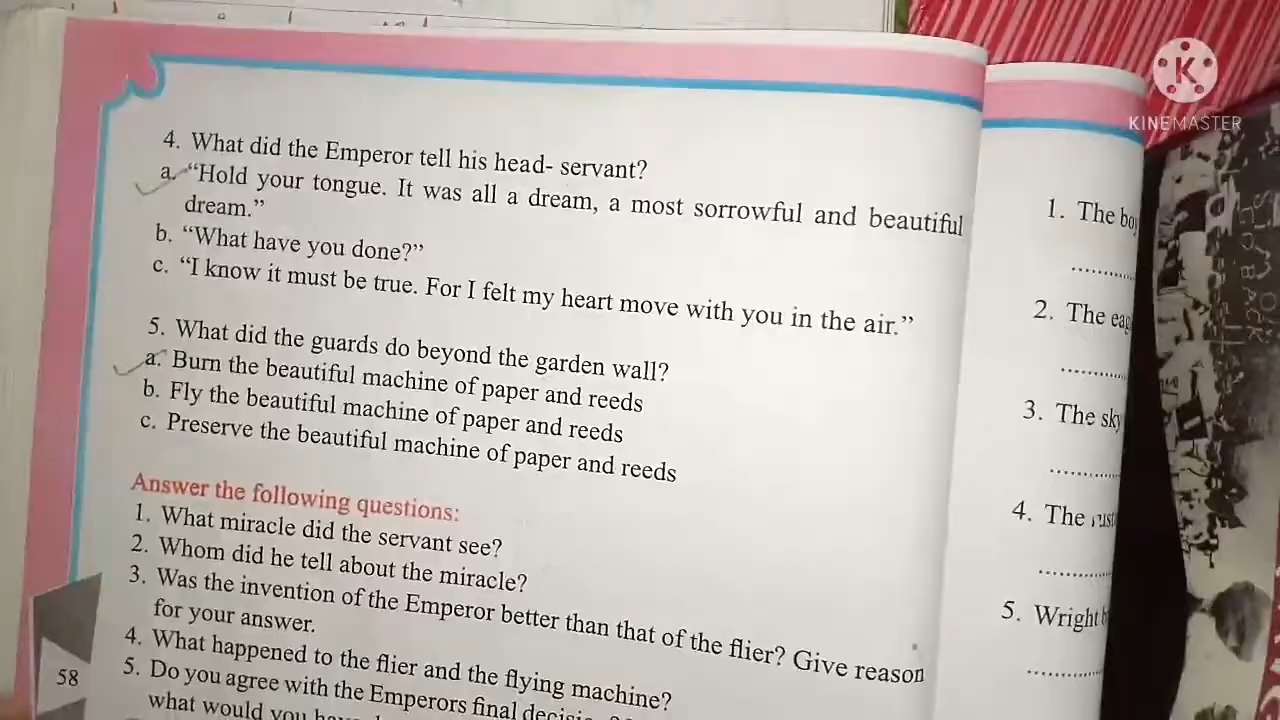 4. What did the Emperor tell his head- servant?
a. “Hold your tongue. It was all a dream, a most sorrowful and beautiful
dream.”
b. “What have you done?”
c. “I know it must be true. For I felt my heart move with you in the air.”
5. What did the guards do beyond the garden wall?
a. Burn the beautiful machine of paper and reeds
b. Fly the beautiful machine of paper and reeds
c. Preserve the beautiful machine of paper and reeds
Answer the following questions:
1. What miracle did the servant see?
2. Whom did he tell about the miracle?
3. Was the invention of the Emperor better than that of the flier? Give reason
for your answer.
4. What happened to the flier and the flying machine?
5. Do you agree with the Emperors final
what would you
58
1. The
2. The
3. The sky
4. The
5. Wright
KINEMASTER